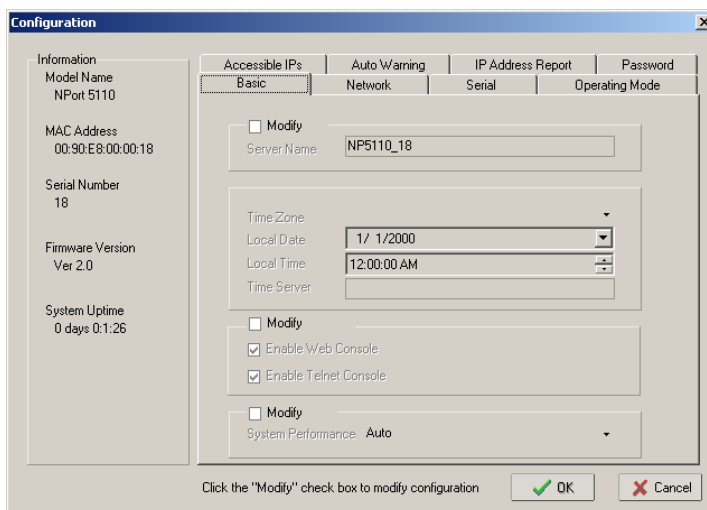 Configuration
Information
Model Name
NPort 5110
MAC Address
00:90:E8:00:00:18
Serial Number
18
Firmware Version
Ver 2.0
System Uptime
0 days 0:1:26
Accessible IPs
Auto Warning
IP Address Report
Password
Basic
Network
Serial
Operating Mode
Modify
Server Name
NP5110_18
Time Zone
Local Date
1/ 1/2000
Local Time
12:00:00 AM
Time Server
Modify
Enable Web Console
Enable Telnet Console
Modify
System Performance
Auto
Click the "Modify" check box to modify configuration
OK
Cancel